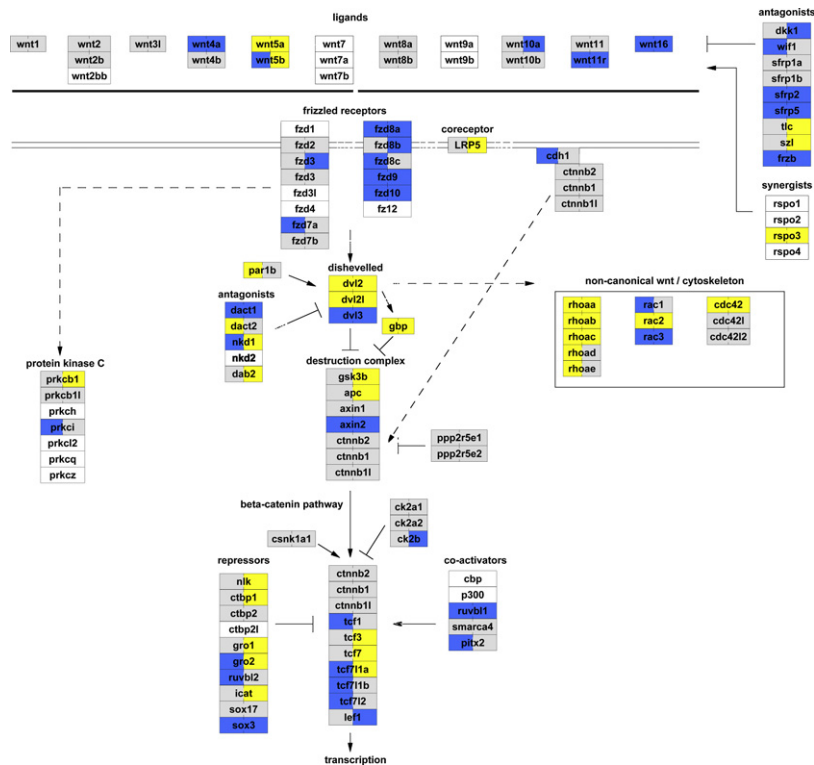 ligands
antagonists
wnt1
wnt2
wnt2b
wnt2bb
wnt3l
wnt4a
wnt4b
wnt5a
wnt5b
wnt7
wnt7a
wnt7b
wnt8a
wnt8b
wnt9a
wnt9b
wnt10a
wnt10b
wnt11
wnt11r
wnt16
dkk1
wif1
sfrp1a
sfrp1b
sfrp2
sfrp5
tlc
szl
frzb
synergists
rspo1
rspo2
rspo3
rspo4
frizzled receptors
fzd1
fzd2
fzd3
fzd3
fzd3l
fzd4
fzd7a
fzd7b
fzd8a
fzd8b
fzd8c
fzd9
fzd10
fz12
coreceptor
LRP5
cdh1
ctnnb2
ctnnb1
ctnnb1l
par1b
dishevelled
dvl2
dvl2l
dvl3
gbp
antagonists
dact1
dact2
nkd1
nkd2
dab2
non-canonical wnt / cytoskeleton
rhoaa
rhoab
rhoac
rhoad
rhoae
rac1
rac2
rac3
cdc42
cdc42l
cdc42l2
protein kinase C
prkcb1
prkcb1l
prkch
prkci
prkcl2
prkcq
prkcz
destruction complex
gsk3b
apc
axin1
axin2
ctnnb2
ctnnb1
ctnnb1l
ppp2r5e1
ppp2r5e2
beta-catenin pathway
ck2a1
ck2a2
ck2b
csnk1a1
repressors
nlk
ctbp1
ctbp2
ctbp2l
gro1
gro2
ruvbl2
icat
sox17
sox3
ctnnb2
ctnnb1
ctnnb1l
tcf1
tcf3
tcf7
tcf7l1a
tcf7l1b
tcf7l2
lef1
co-activators
cbp
p300
ruvbl1
smarca4
pitx2
transcription